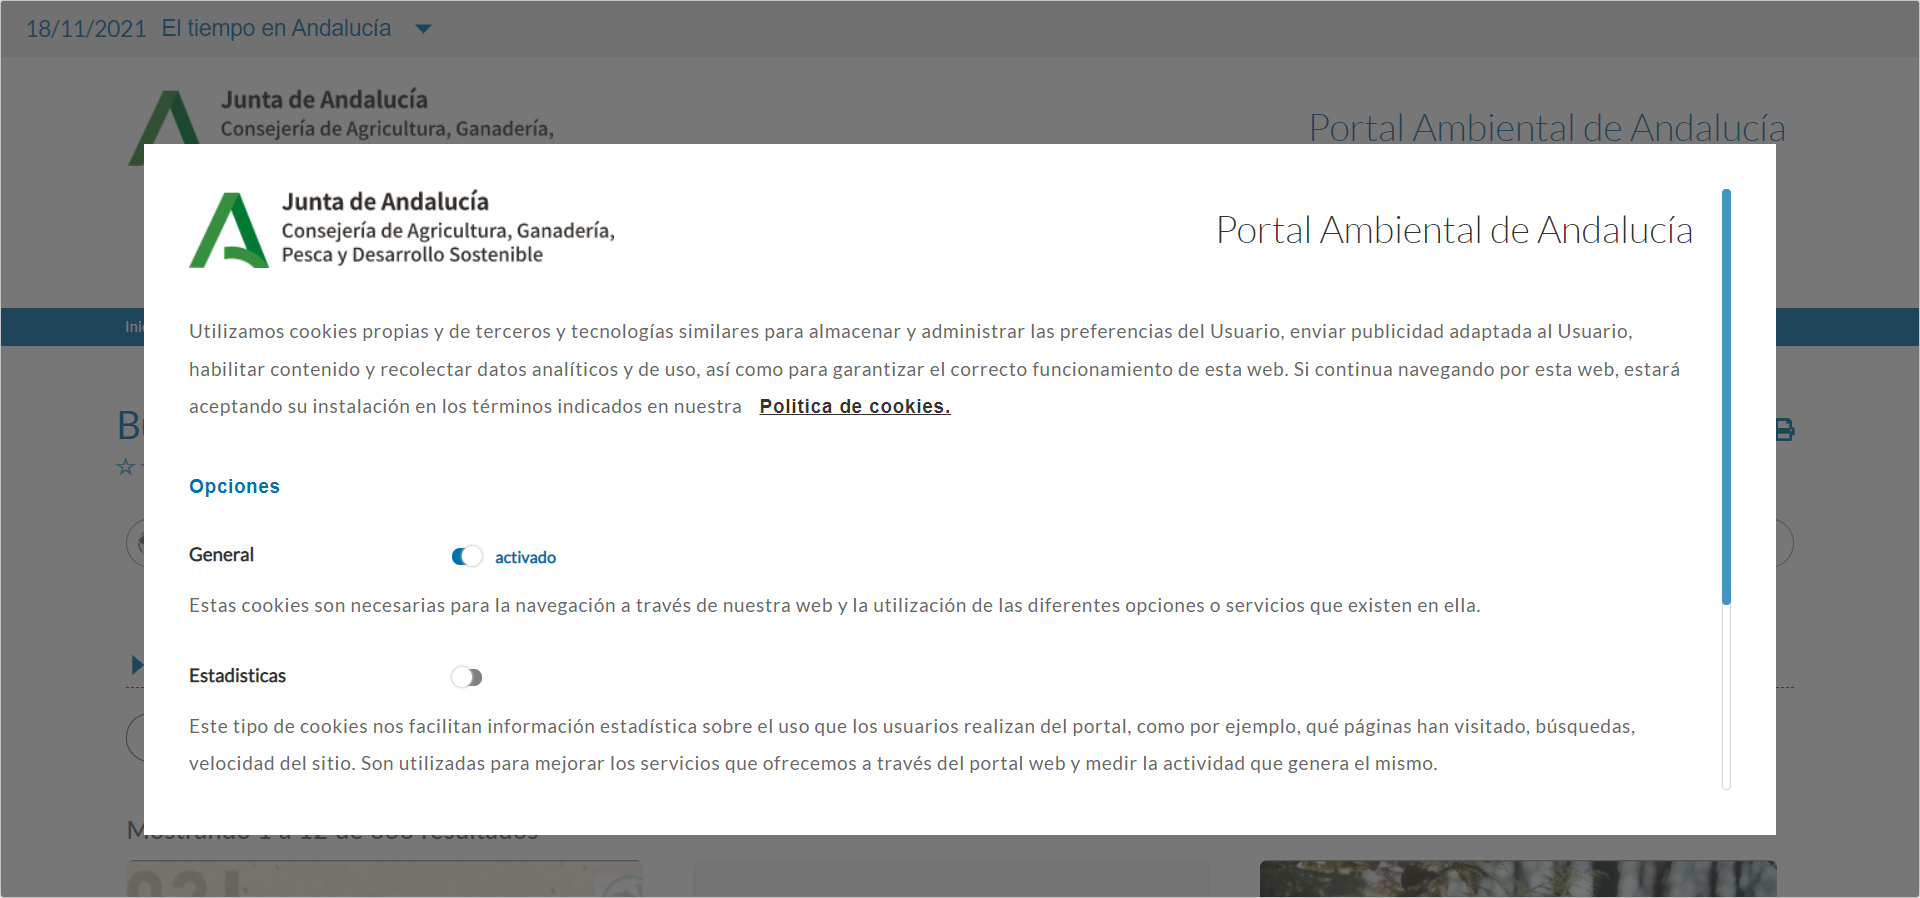 18/11/2021 El tiempo en Andalucía
Junta de Andalucía
Consejería de Agricultura, Ganadería,
Portal Ambiental de Andalucía
Junta de Andalucía
Consejería de Agricultura, Ganadería,
Pesca y Desarrollo Sostenible
Portal Ambiental de Andalucía
Utilizamos cookies propias y de terceros y tecnologías similares para almacenar y administrar las preferencias del Usuario, enviar publicidad adaptada al Usuario,
habilitar contenido y recolectar datos analíticos y de uso, así como para garantizar el correcto funcionamiento de esta web. Si continua navegando por esta web, estará
aceptando su instalación en los términos indicados en nuestra Politica de cookies.
Opciones
General activado
Estas cookies son necesarias para la navegación a través de nuestra web y la utilización de las diferentes opciones o servicios que existen en ella.
Estadisticas
Este tipo de cookies nos facilitan información estadística sobre el uso que los usuarios realizan del portal, como por ejemplo, qué páginas han visitado, búsquedas,
velocidad del sitio. Son utilizadas para mejorar los servicios que ofrecemos a través del portal web y medir la actividad que genera el mismo.